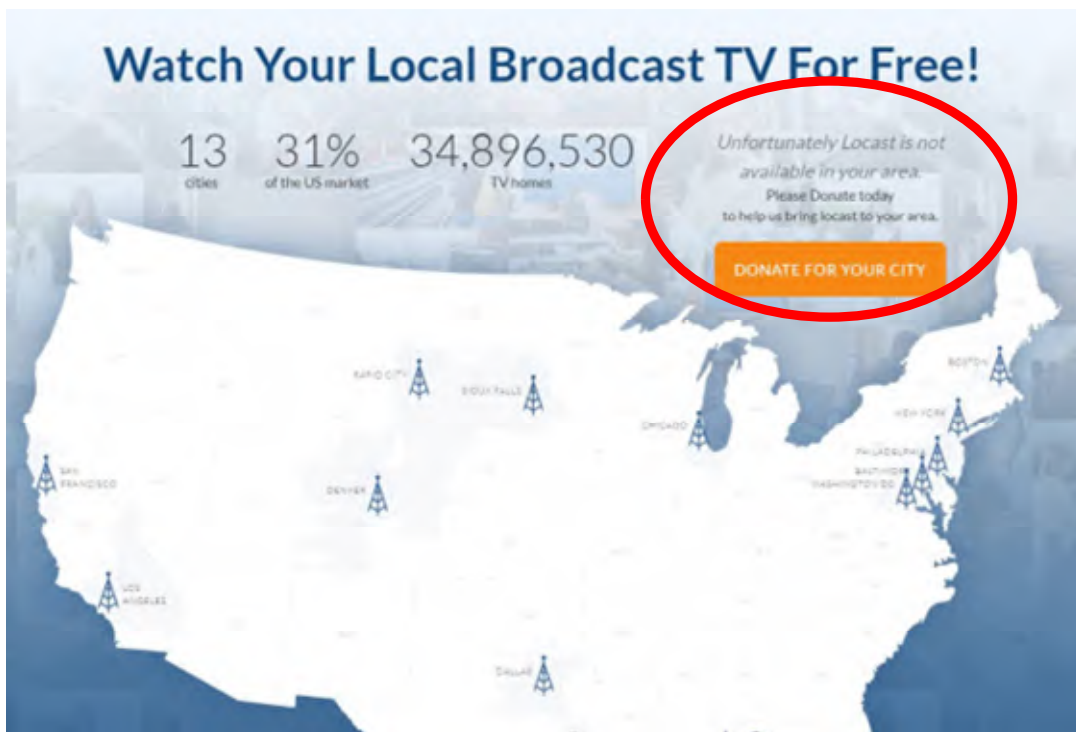 Watch Your Local Broadcast TV For Free!
13
cities
31%
of the US market
34,896,530
TV homes
Unfortunately Locast is not
available in your area.
Please Donate today
to help us bring locast to your area.
DONATE FOR YOUR CITY
BOSTON
RAPID CITY
SIOUX FALLS
NEW YORK
CHICAGO
PHILADELPHIA
SAN
FRANCISCO
BALTIMORE
WASHINGTON DC
DENVER
LOS
ANGELES
DALLAS